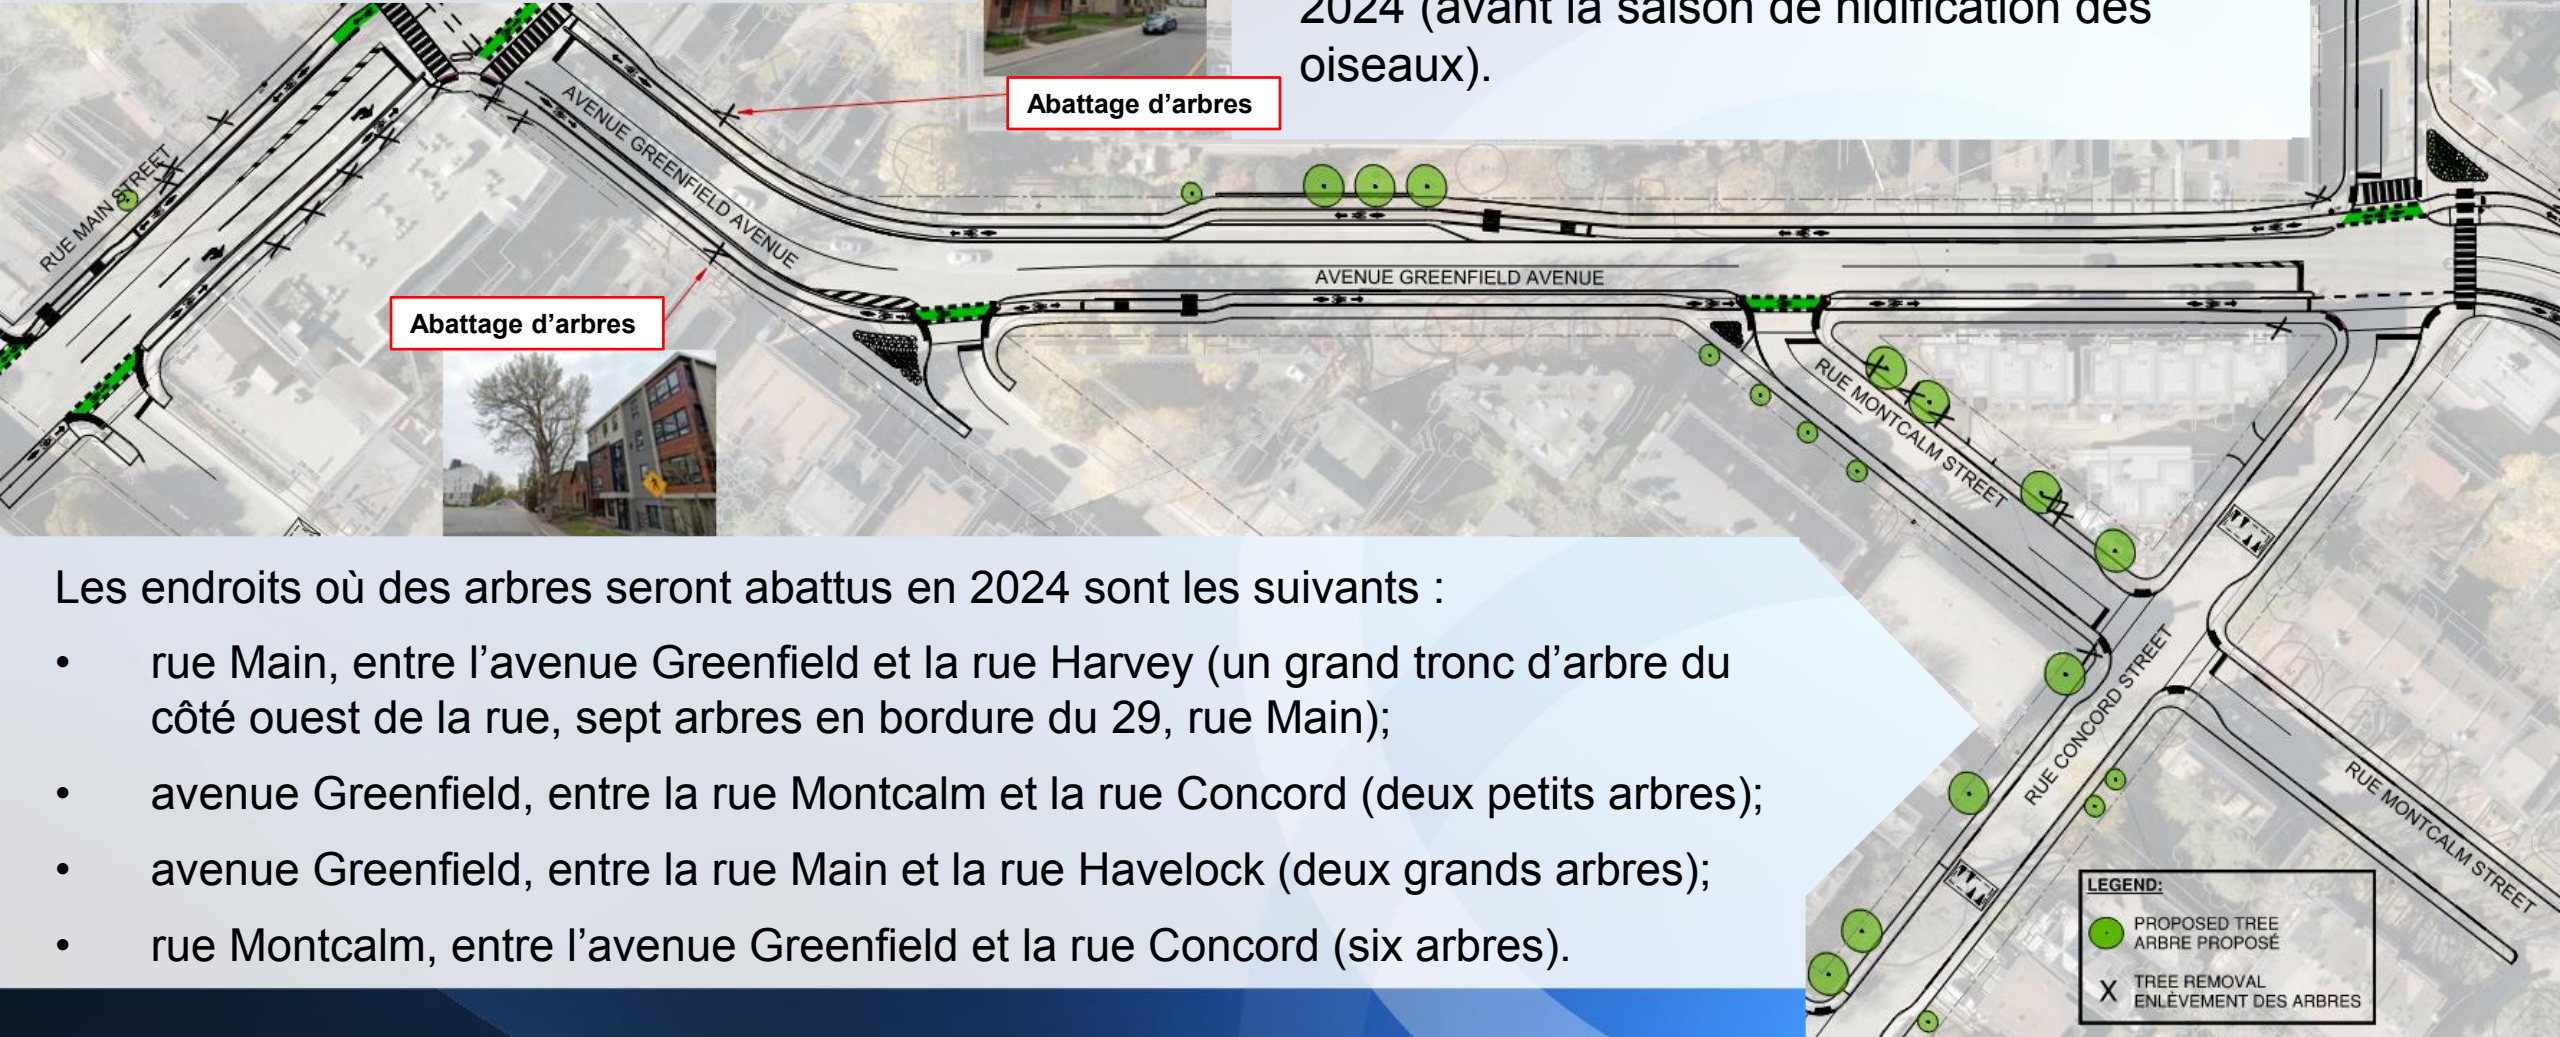 2024 (avant la saison de nidification des
oiseaux).
Abattage d’arbres
AVENUE GREENFIELD AVENUE
RUE MAIN STREET
AVENUE GREENFIELD AVENUE
Abattage d’arbres
RUE MONTCALM STREET
RUE CONCORD STREET
RUE MONTCALM STREET
Les endroits où des arbres seront abattus en 2024 sont les suivants :
• rue Main, entre l’avenue Greenfield et la rue Harvey (un grand tronc d’arbre du
côté ouest de la rue, sept arbres en bordure du 29, rue Main);
• avenue Greenfield, entre la rue Montcalm et la rue Concord (deux petits arbres);
• avenue Greenfield, entre la rue Main et la rue Havelock (deux grands arbres);
• rue Montcalm, entre l’avenue Greenfield et la rue Concord (six arbres).
LEGEND:
PROPOSED TREE
ARBRE PROPOSÉ
X TREE REMOVAL
ENLÈVEMENT DES ARBRES